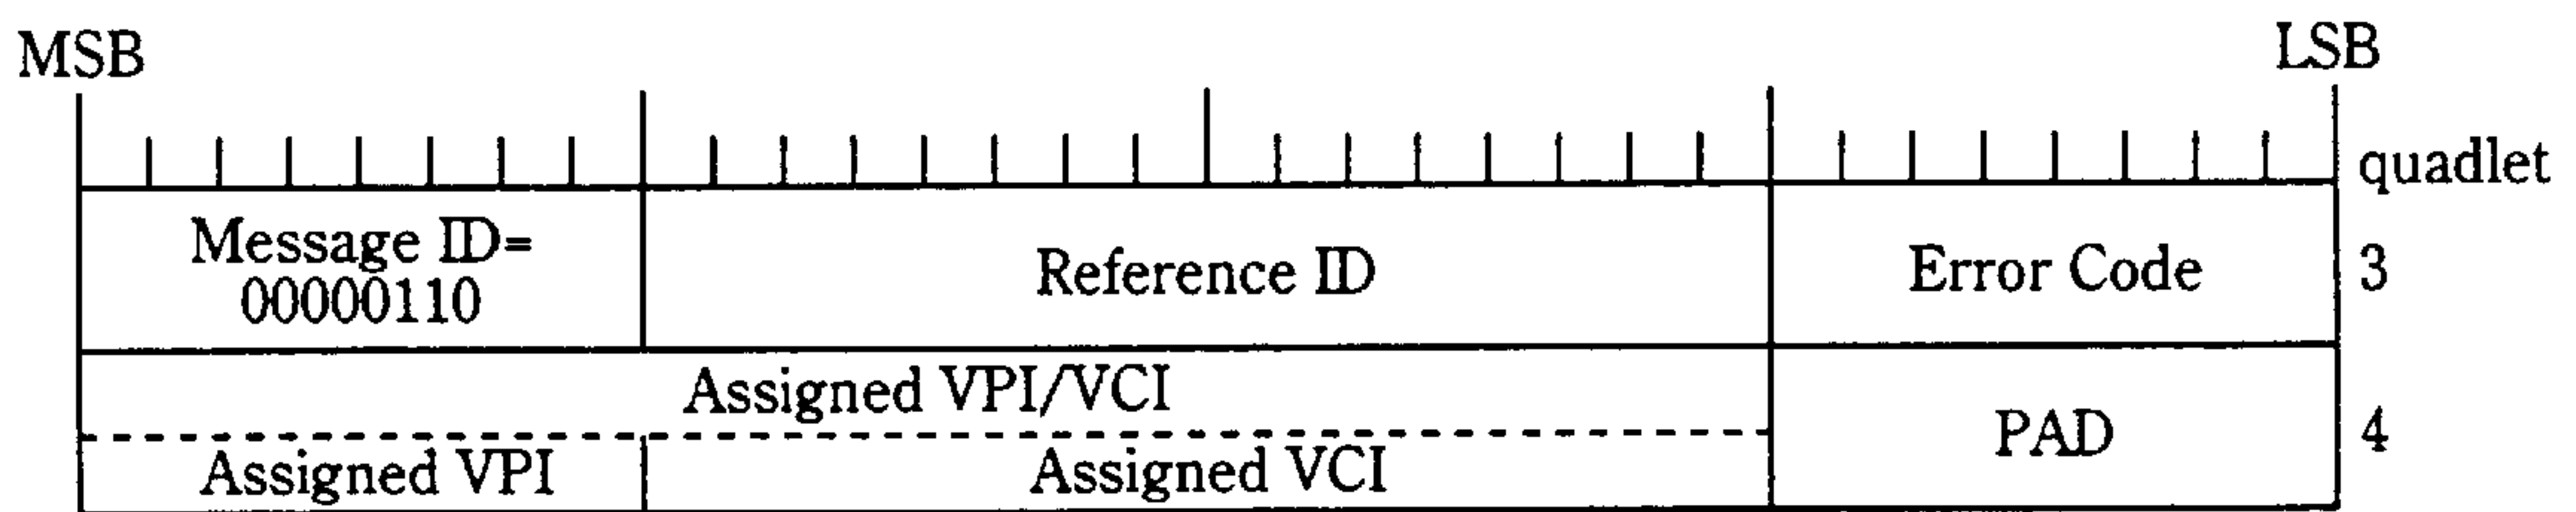 MSB
LSB
quadlet
Message ID=
00000110
Reference ID
Error Code
3
Assigned VPI/VCI
PAD
4
Assigned VPI
Assigned VCI